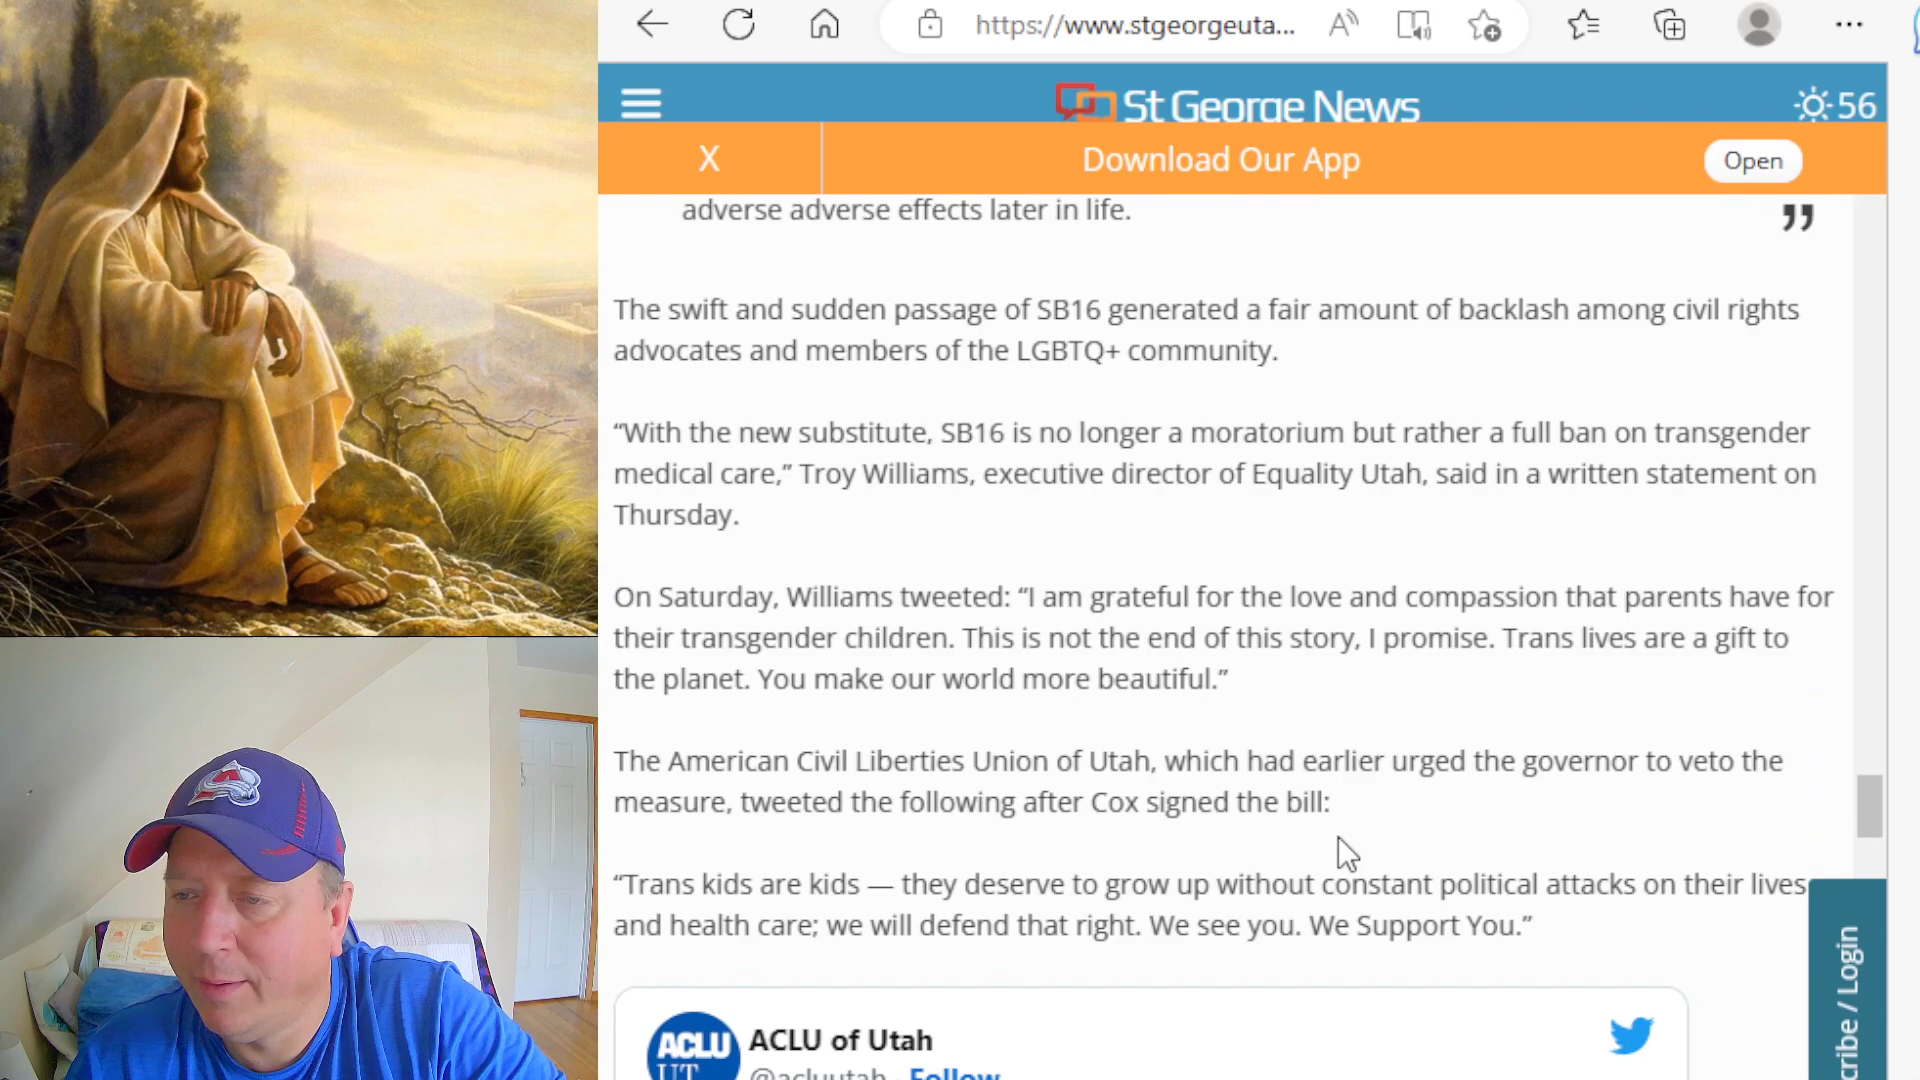 https://www.stgeorgeuta...
St George News
56
X
Download Our App
Open
adverse adverse effects later in life.
”
The swift and sudden passage of SB16 generated a fair amount of backlash among civil rights
advocates and members of the LGBTQ+ community.
“With the new substitute, SB16 is no longer a moratorium but rather a full ban on transgender
medical care,” Troy Williams, executive director of Equality Utah, said in a written statement on
Thursday.
On Saturday, Williams tweeted: “I am grateful for the love and compassion that parents have for
their transgender children. This is not the end of this story, I promise. Trans lives are a gift to
the planet. You make our world more beautiful.”
The American Civil Liberties Union of Utah, which had earlier urged the governor to veto the
measure, tweeted the following after Cox signed the bill:
“Trans kids are kids — they deserve to grow up without constant political attacks on their lives
and health care; we will defend that right. We see you. We Support You.”
cribe / Login
ACLU
UT
ACLU of Utah
@acluutah · Follow